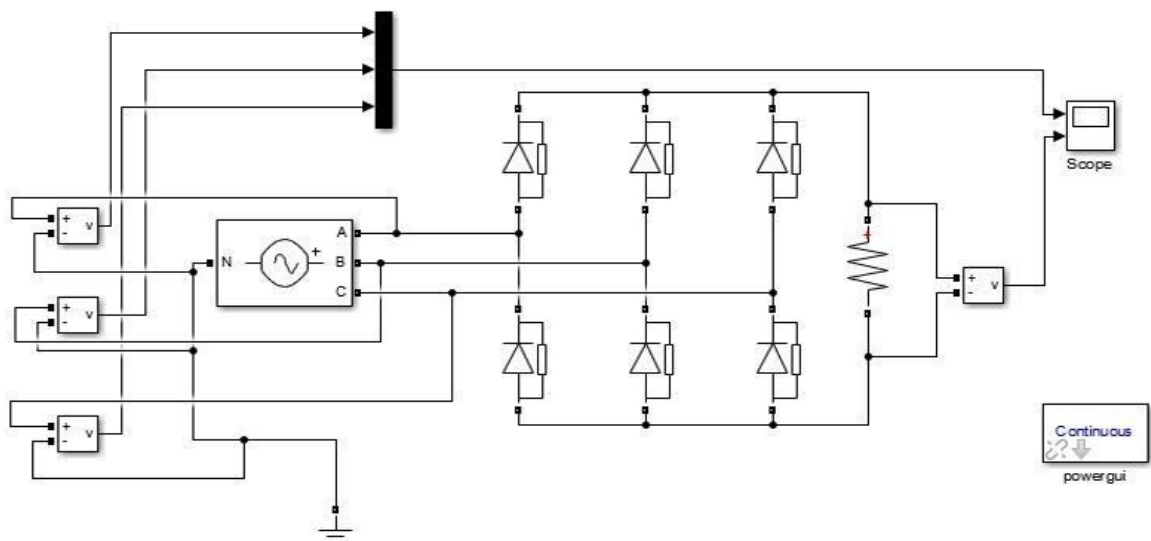 Scope
+
v
-
A
N
+
B
C
+
v
-
+
v
-
+
+
v
-
Continuous
powergui